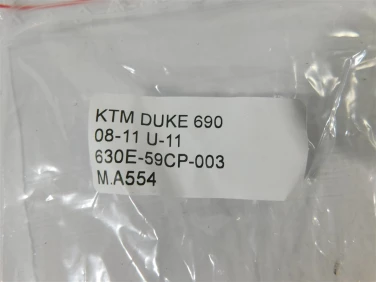 KTM DUKE 690
08-11 U-11
630E-59CP-003
M.A554